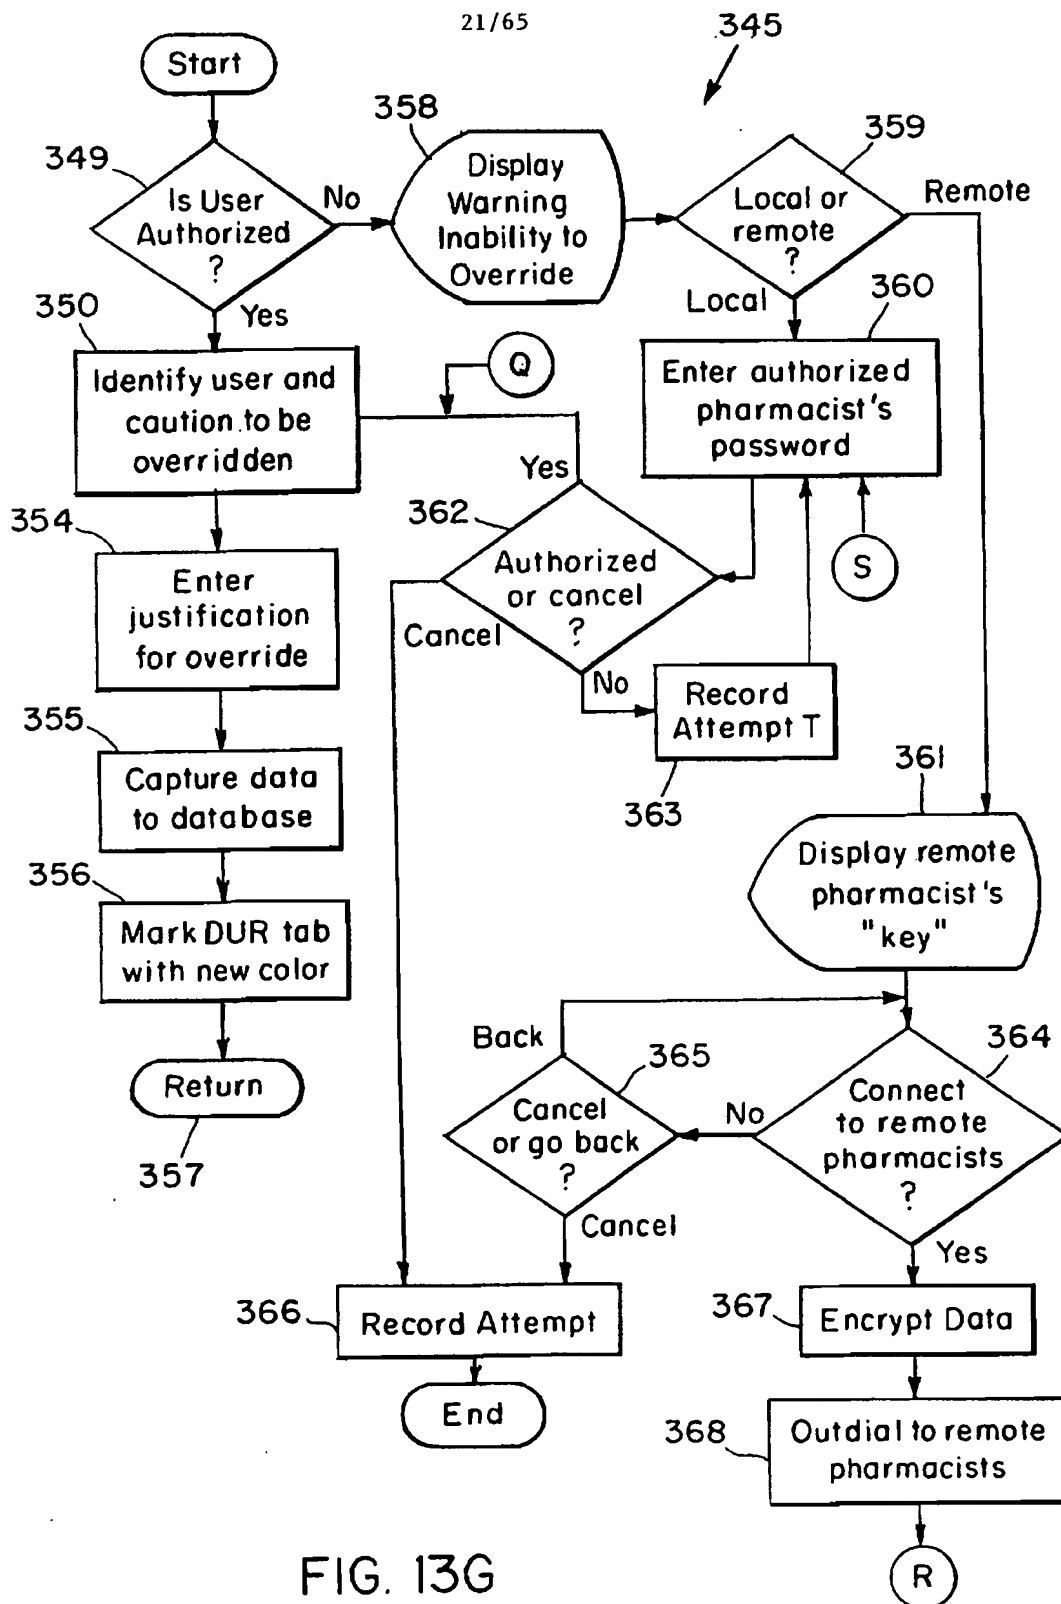 21/65
345
Start
358
359
349
Is User
Authorized
?
No
Display
Warning
Inability to
Override
Local or
remote
?
Remote
Local
360
Yes
350
Identify user and
caution to be
overridden
Q
Enter authorized
pharmacist's
password
Yes
362
Authorized
or cancel
?
S
354
Enter
justification
for override
Cancel
No
Record
Attempt T
363
355
Capture data
to database
361
Display remote
pharmacist's
"key"
356
Mark DUR tab
with new color
Back
365
364
Return
357
Cancel
or go back
?
No
Connect
to remote
pharmacists
?
Cancel
Yes
366
Record Attempt
367
Encrypt Data
End
368
Outdial to remote
pharmacists
R
FIG. 13G